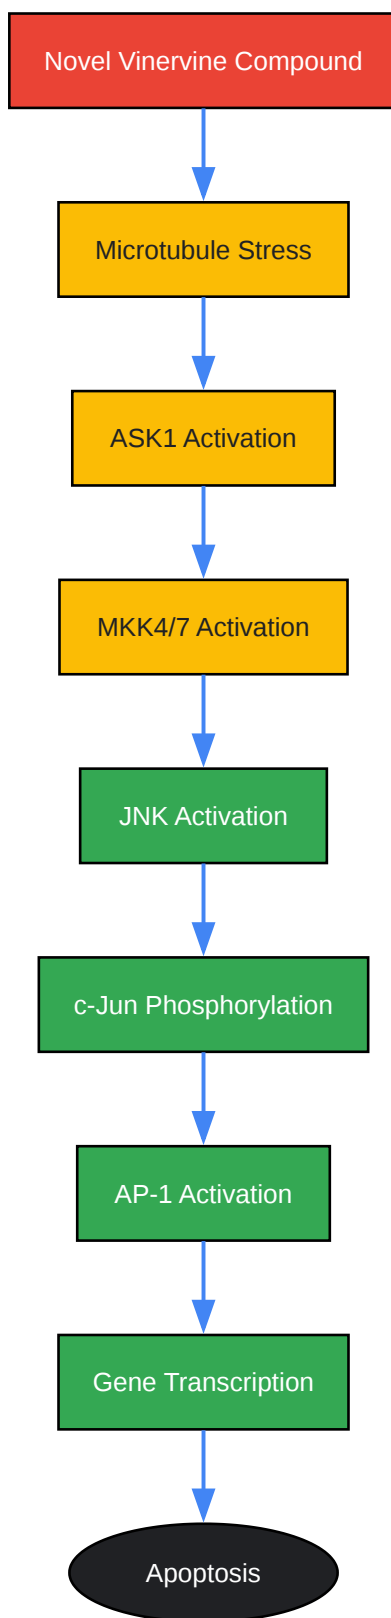 Novel Vinervine Compound
Microtubule Stress
ASK1 Activation
MKK4/7 Activation
JNK Activation
c-Jun Phosphorylation
AP-1 Activation
Gene Transcription
Apoptosis